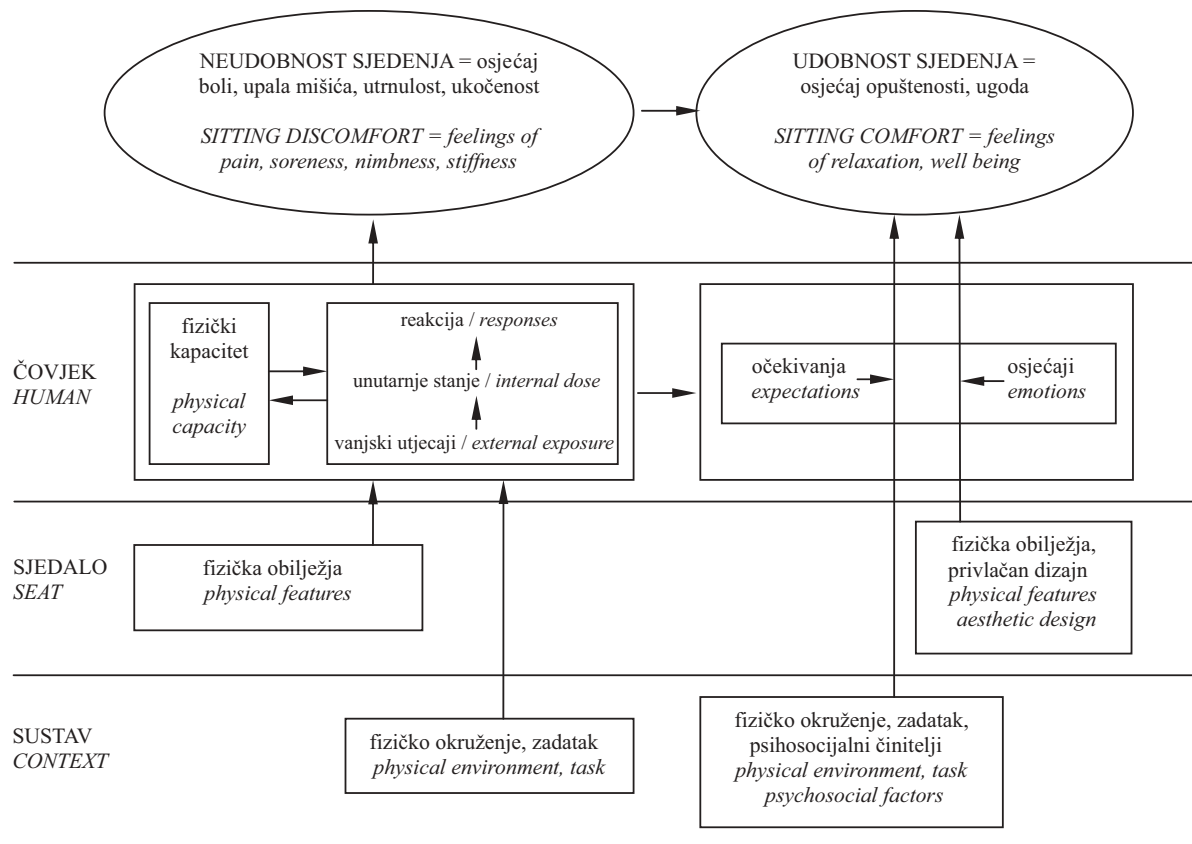 NEUDOBNOST SJEDENJA = osjećaj
boli, upala mišića, utrnulost, ukočenost
SITTING DISCOMFORT = feelings of
pain, soreness, nimbness, stiffness
UDOBNOST SJEDENJA =
osjećaj opuštenosti, ugoda
SITTING COMFORT = feelings
of relaxation, well being
ČOVJEK
HUMAN
fizički
kapacitet
physical
capacity
reakcija / responses
unutarnje stanje / internal dose
vanjski utjecaji / external exposure
očekivanja
expectations
osjećaji
emotions
SJEDALO
SEAT
fizička obilježja
physical features
fizička obilježja,
privlačan dizajn
physical features
aesthetic design
SUSTAV
CONTEXT
fizičko okruženje, zadatak
physical environment, task
fizičko okruženje, zadatak,
psihosocijalni činitelji
physical environment, task
psychosocial factors